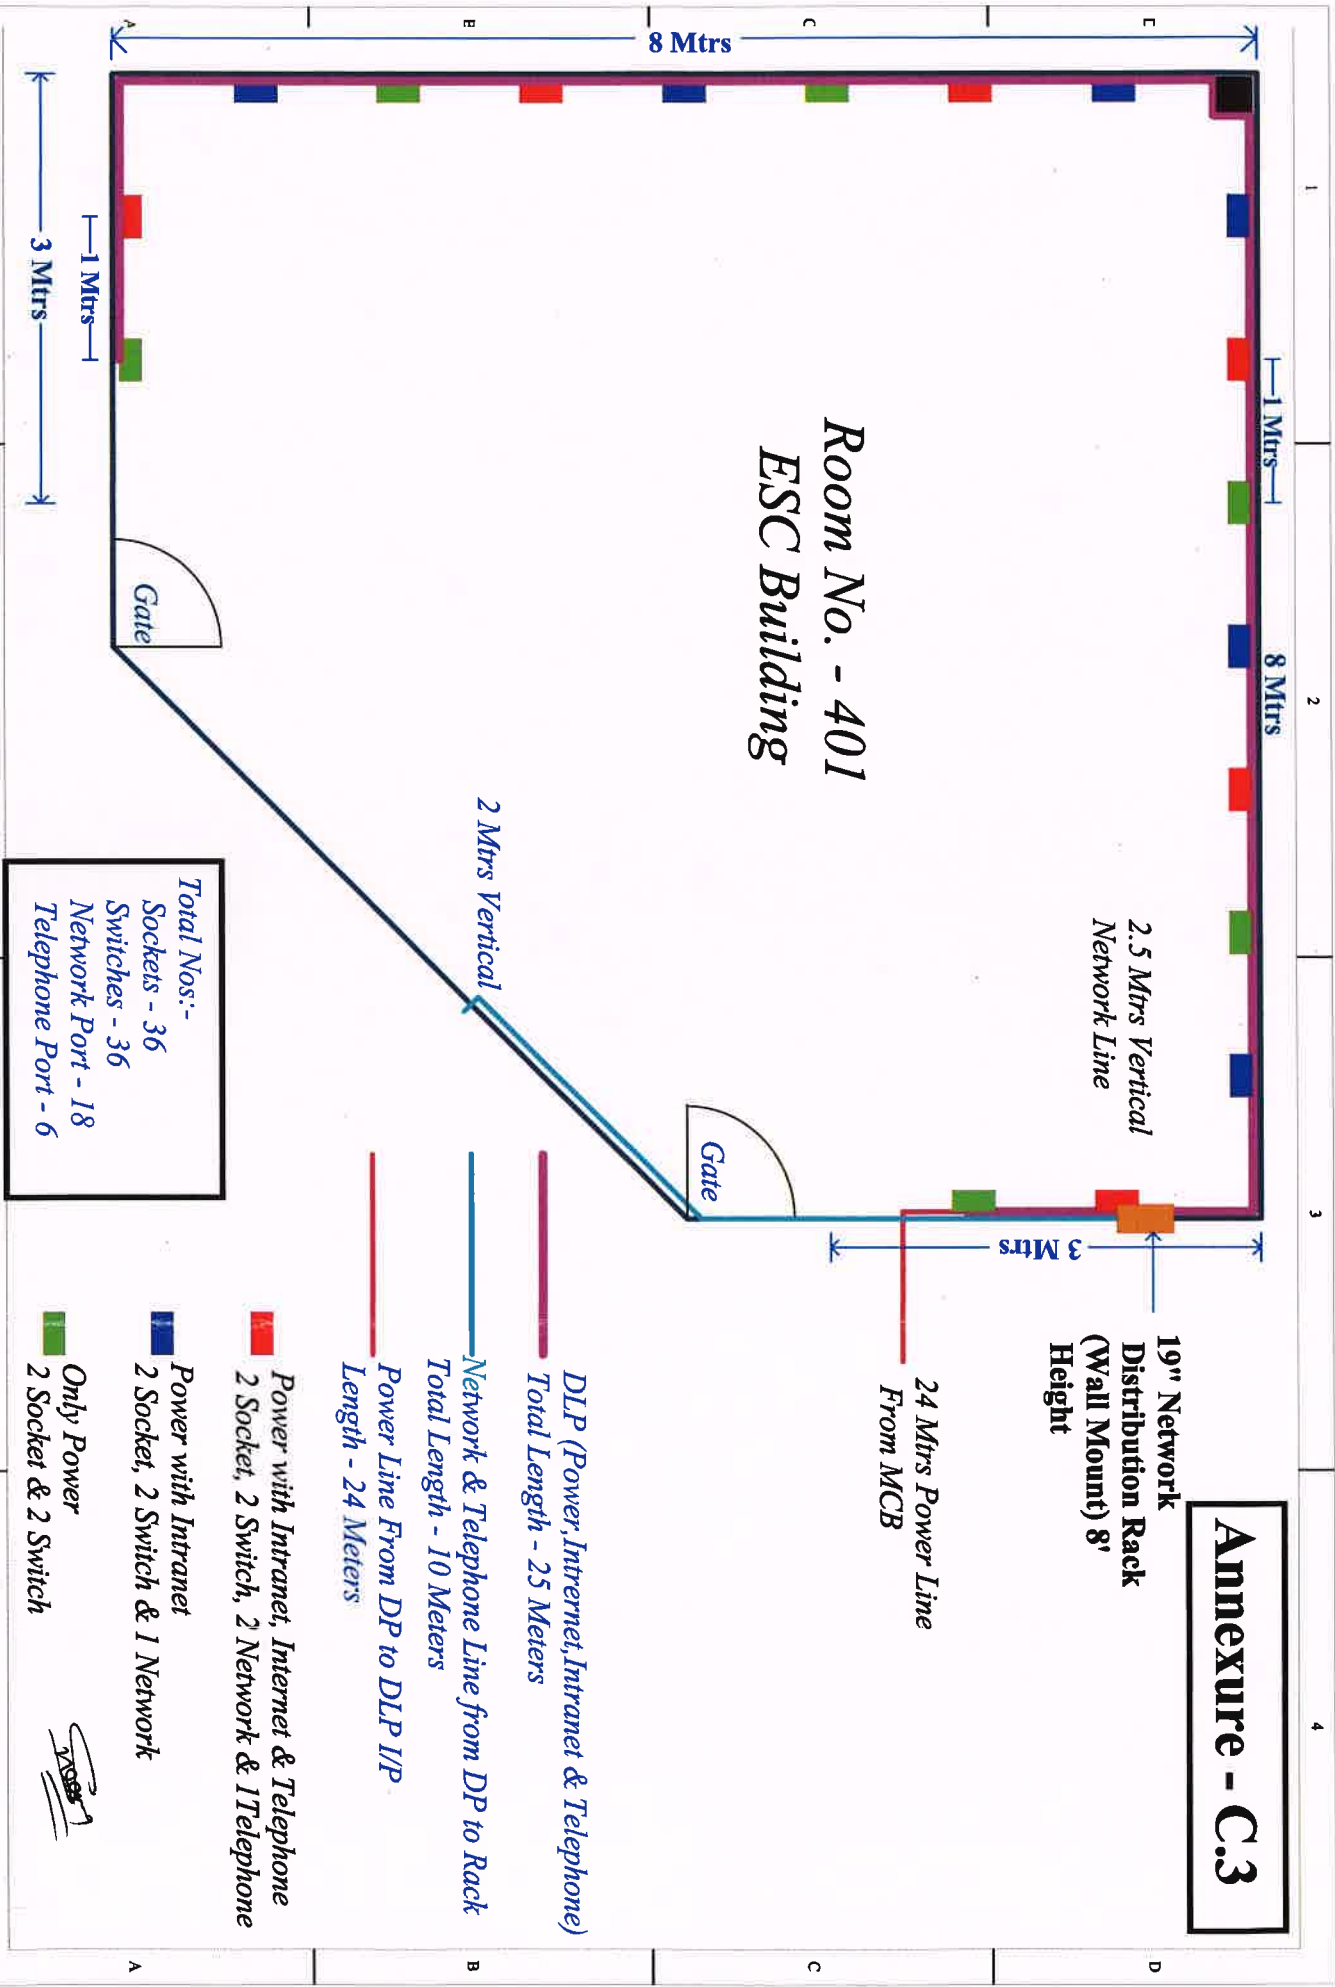 Annexure - C.3
1
2
3
4
8 Mtrs
1 Mtrs
19" Network
Distribution Rack
(Wall Mount) 8'
Height
2.5 Mtrs Vertical
Network Line
3 Mtrs
24 Mtrs Power Line
From MCB
Room No. - 401
ESC Building
8 Mtrs
Gate
2 Mtrs Vertical
Gate
1 Mtrs
3 Mtrs
DLP (Power,Intrernet,Intranet & Telephone)
Total Length - 25 Meters
Network & Telephone Line from DP to Rack
Total Length - 10 Meters
Power Line From DP to DLP I/P
Length - 24 Meters
Power with Intranet, Internet & Telephone
2 Socket, 2 Switch, 2 Network & 1Telephone
Power with Intranet
2 Socket, 2 Switch & 1 Network
Only Power
2 Socket & 2 Switch
Total Nos:-
Sockets - 36
Switches - 36
Network Port - 18
Telephone Port - 6
C
B
A
D
C
B
A